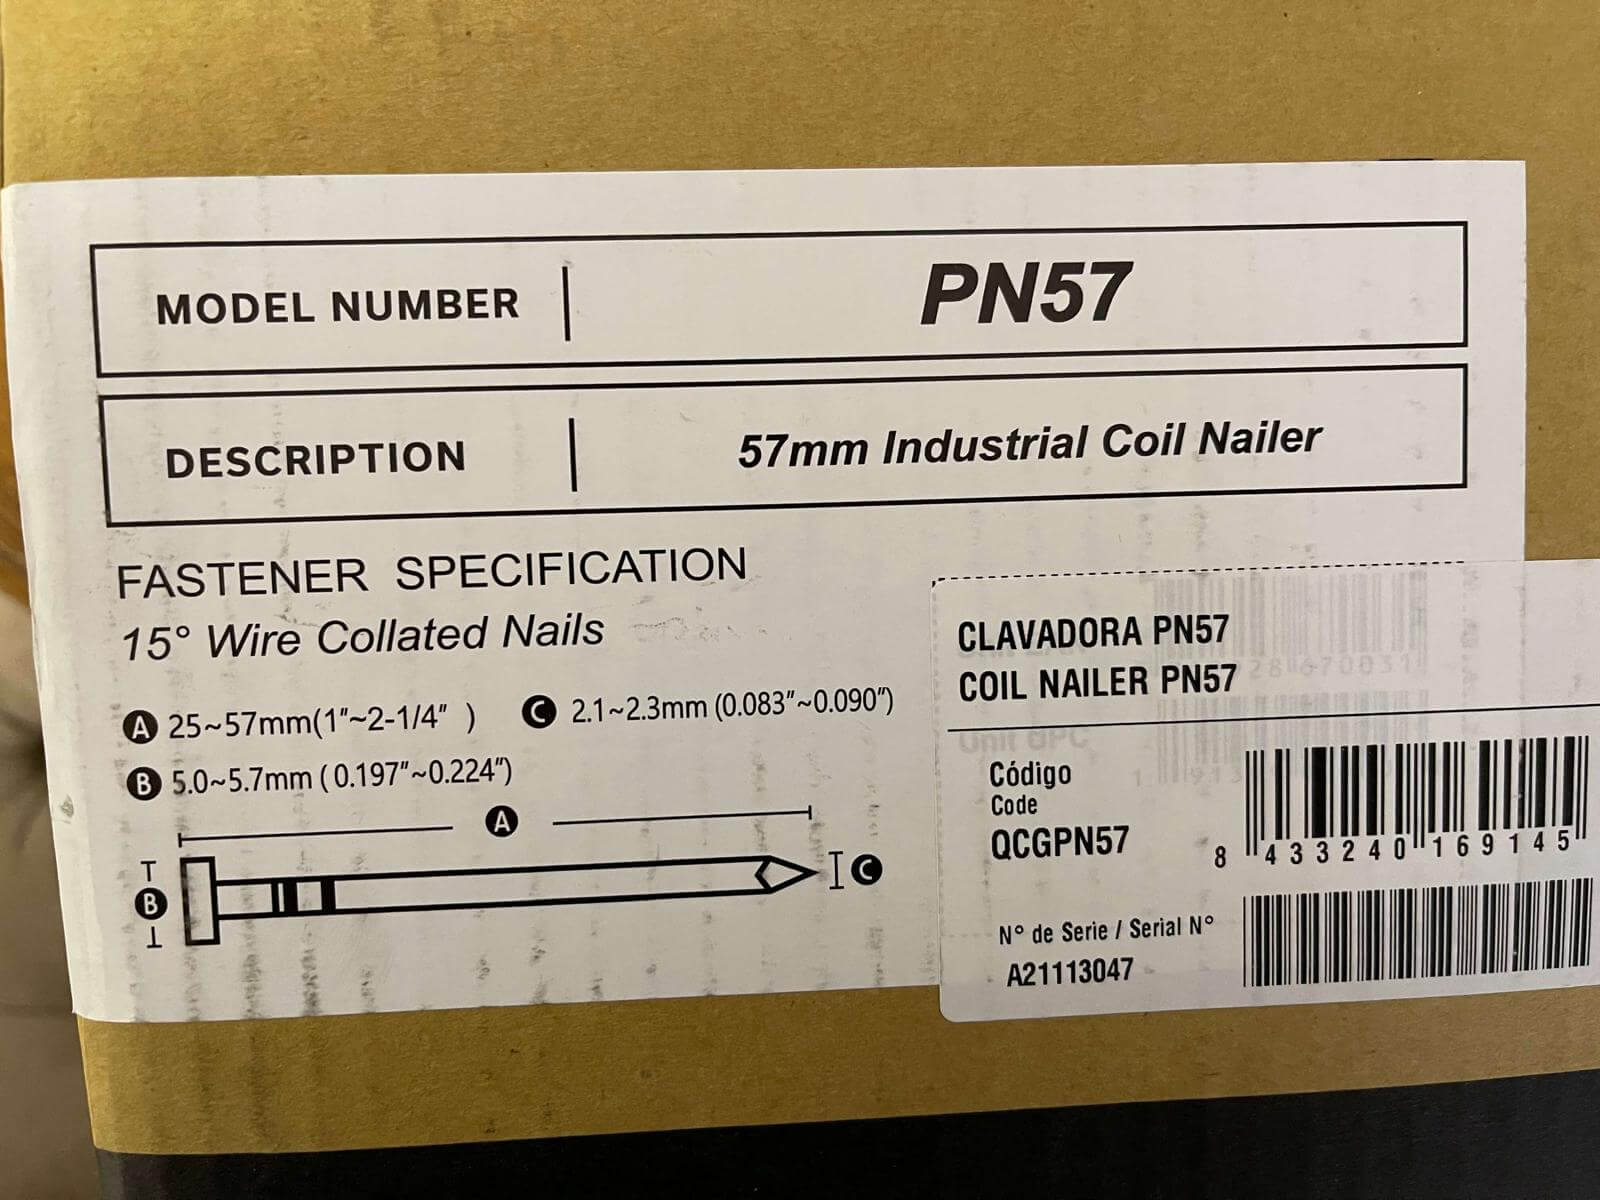 MODEL NUMBER | PN57
DESCRIPTION | 57mm Industrial Coil Nailer
FASTENER SPECIFICATION
15° Wire Collated Nails
A 25~57mm(1"~2-1/4" ) C 2.1~2.3mm (0.083"~0.090")
B 5.0~5.7mm ( 0.197"~0.224")
A
B
C
CLAVADORA PN57
COIL NAILER PN57
Unit UPC
Código
Code
QCGPN57
8 433240 169145
N° de Serie / Serial N°
A21113047